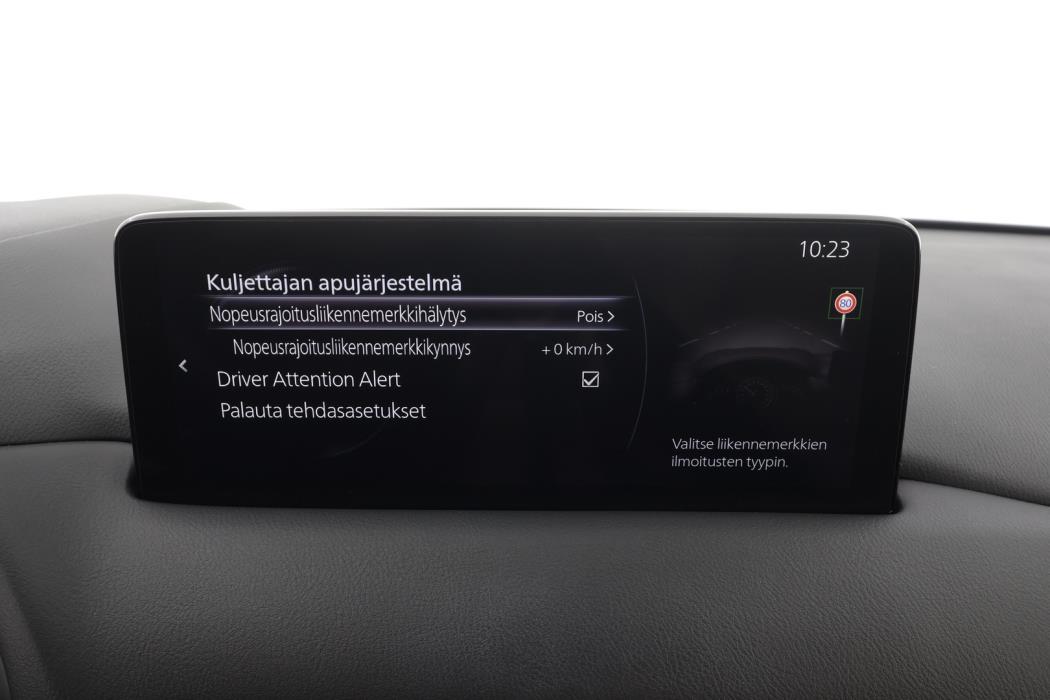 10:23
Kuljettajan apujärjestelmä
Nopeusrajoitusliikennemerkkihälytys Pois >
Nopeusrajoitusliikennemerkkikynnys +0 km/h >
Driver Attention Alert
Palauta tehdasasetukset
80
Valitse liikennemerkkien
ilmoitusten tyypin.